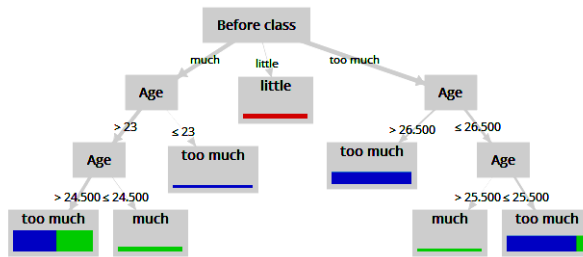 Before class
much
little
too much
Age
little
Age
> 23
≤ 23
> 26.500
≤ 26.500
Age
too much
too much
Age
> 24.500
≤ 24.500
> 25.500
≤ 25.500
too much
much
much
too much